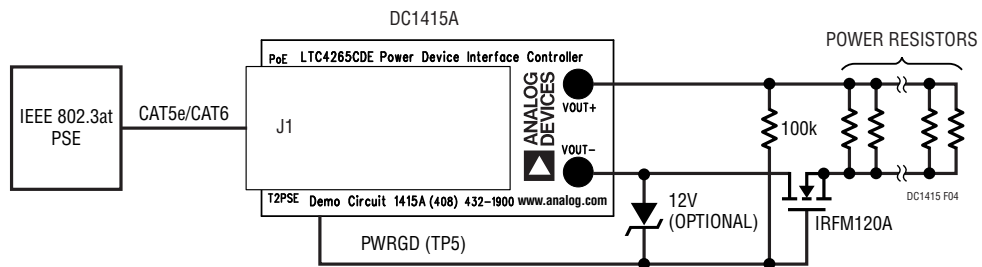 DC1415A
PoE LTC4265CDE Power Device Interface Controller
POWER RESISTORS
IEEE 802.3at
PSE
CAT5e/CAT6
J1
ANALOG
DEVICES
VOUT+
VOUT-
100k
T2PSE Demo Circuit 1415A (408) 432-1900 www.analog.com
12V
(OPTIONAL)
DC1415 F04
IRFM120A
PWRGD (TP5)